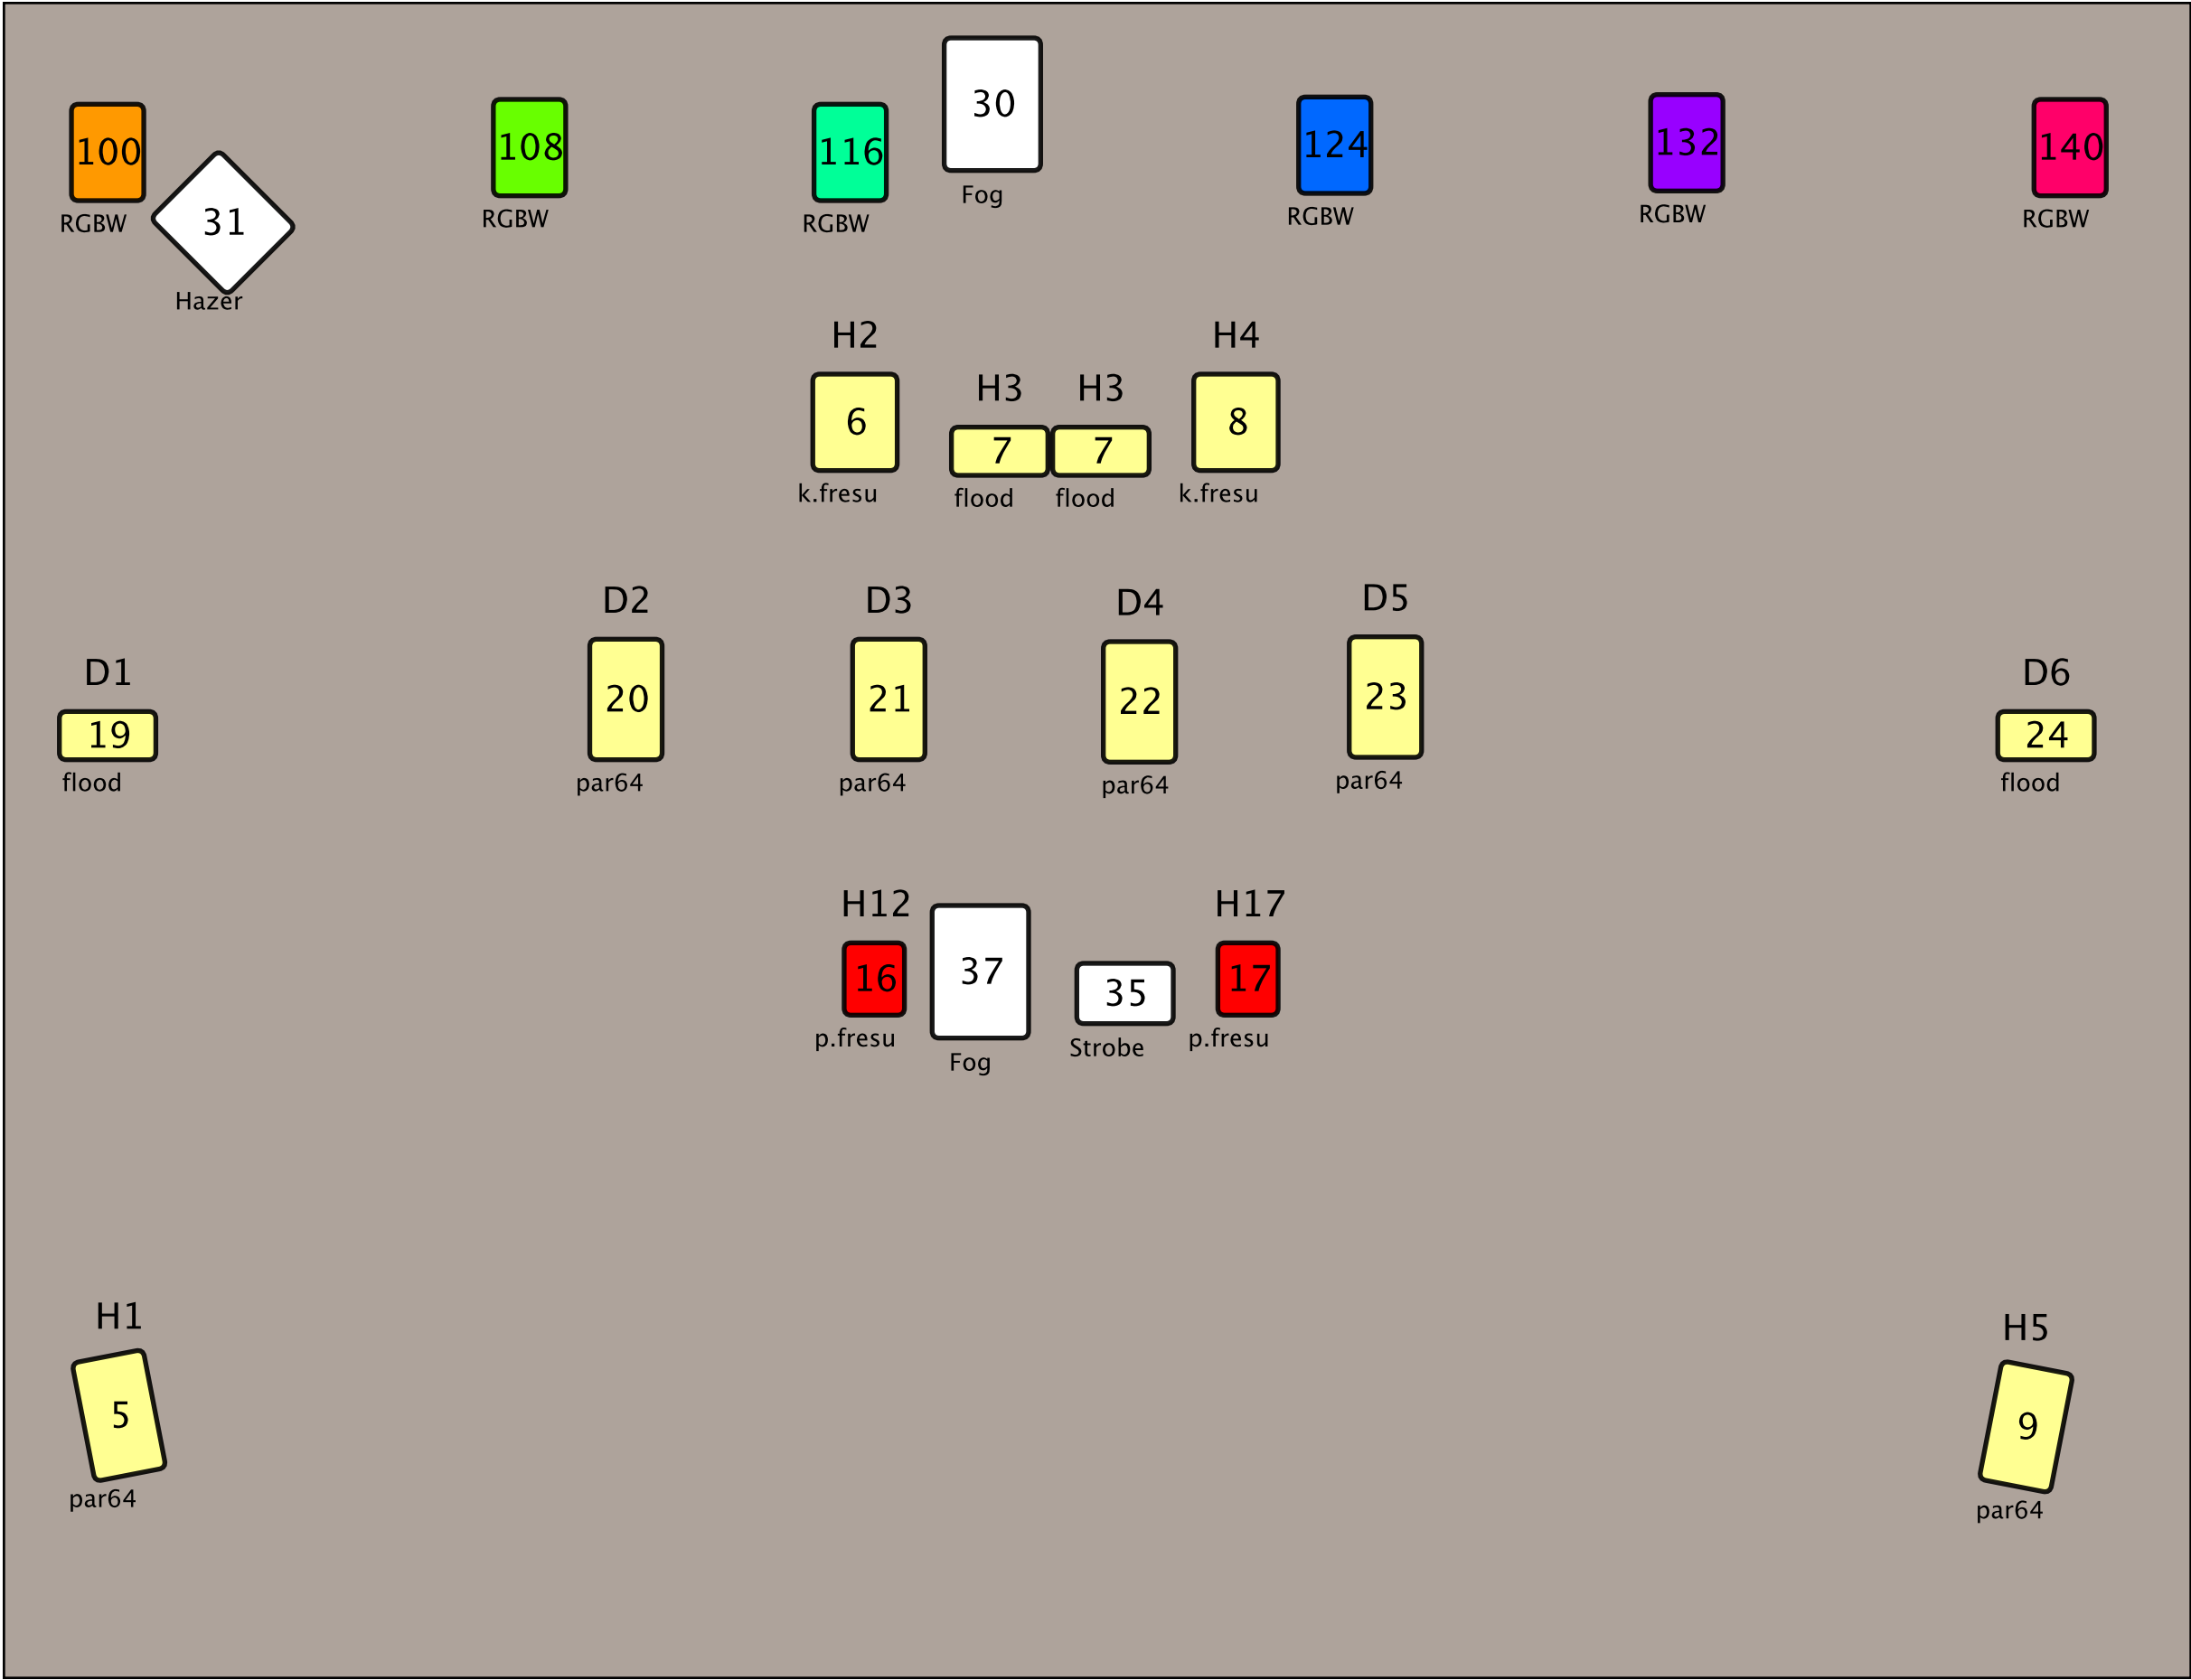 30
100
108
116
124
132
140
Fog
RGBW
31
RGBW
RGBW
RGBW
RGBW
RGBW
Hazer
H2
H4
H3
H3
6
7
7
8
k.fresu
flood
flood
k.fresu
D2
D3
D4
D5
D1
D6
20
21
22
23
19
24
flood
par64
par64
par64
par64
flood
H12
H17
16
37
35
17
p.fresu
Fog
Strobe
p.fresu
H1
H5
5
9
par64
par64